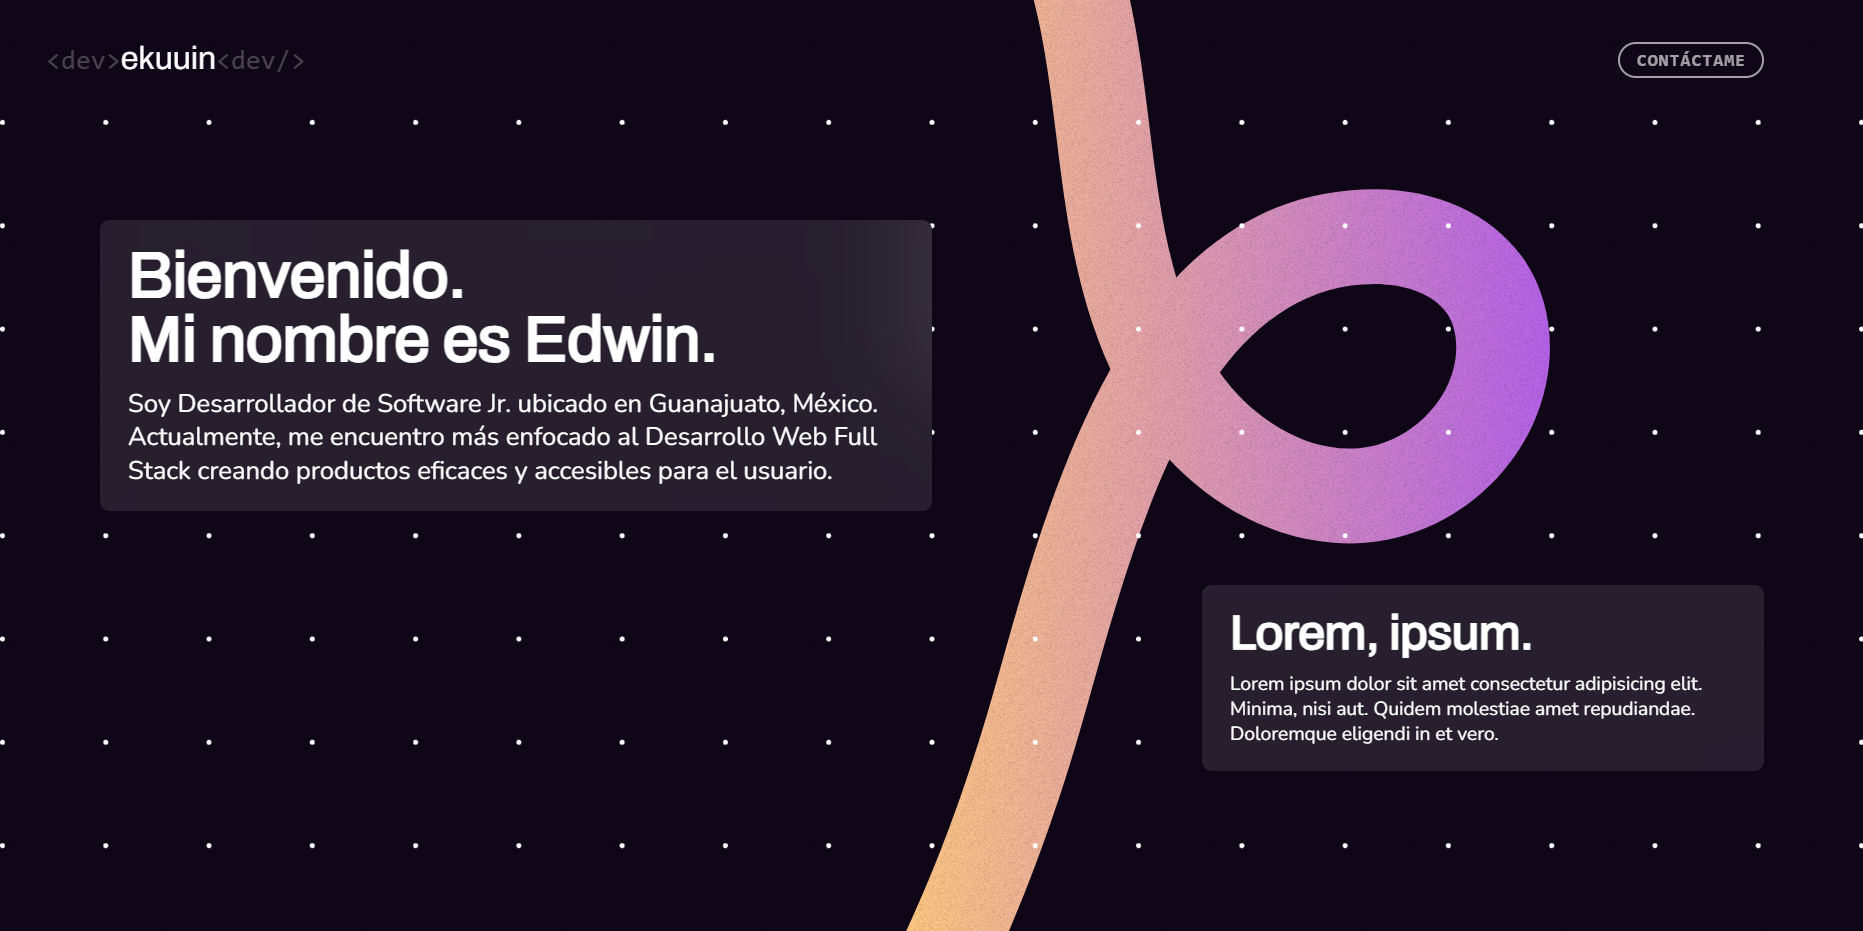 <dev>ekuuin<dev/>
CONTÁCTAME
Bienvenido.
Mi nombre es Edwin.
Soy Desarrollador de Software Jr. ubicado en Guanajuato, México.
Actualmente, me encuentro más enfocado al Desarrollo Web Full
Stack creando productos eficaces y accesibles para el usuario.
Lorem, ipsum.
Lorem ipsum dolor sit amet consectetur adipisicing elit.
Minima, nisi aut. Quidem molestiae amet repudiandae.
Doloremque eligendi in et vero.